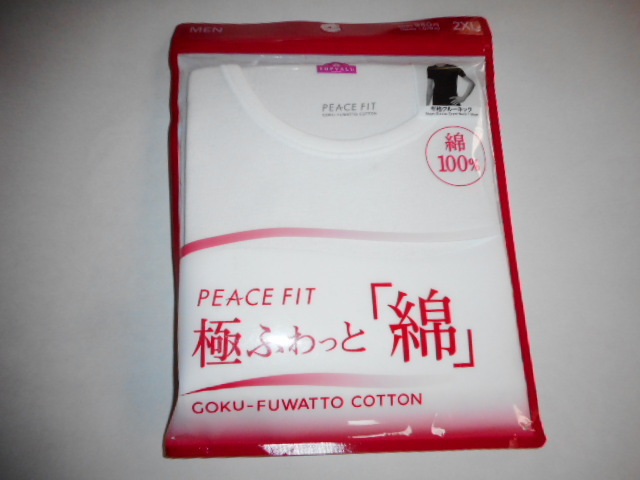 MEN
2XL
TOPVALU
PEACE FIT
GOKU-FUWATTO COTTON
半袖クルーネック
綿
100%
PEACE FIT
極ふわっと「綿」
GOKU-FUWATTO COTTON